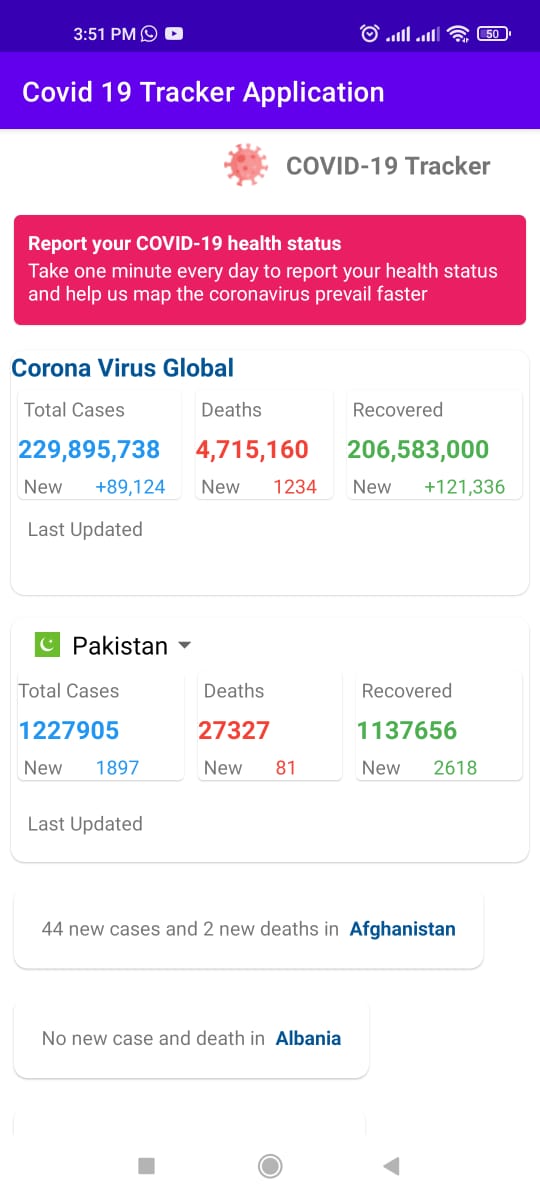 3:51 PM
50
Covid 19 Tracker Application
COVID-19 Tracker
Report your COVID-19 health status
Take one minute every day to report your health status
and help us map the coronavirus prevail faster
Corona Virus Global
Total Cases Deaths Recovered
229,895,738 4,715,160 206,583,000
New +89,124 New 1234 New +121,336
Last Updated
Pakistan
Total Cases Deaths Recovered
1227905 27327 1137656
New 1897 New 81 New 2618
Last Updated
44 new cases and 2 new deaths in Afghanistan
No new case and death in Albania